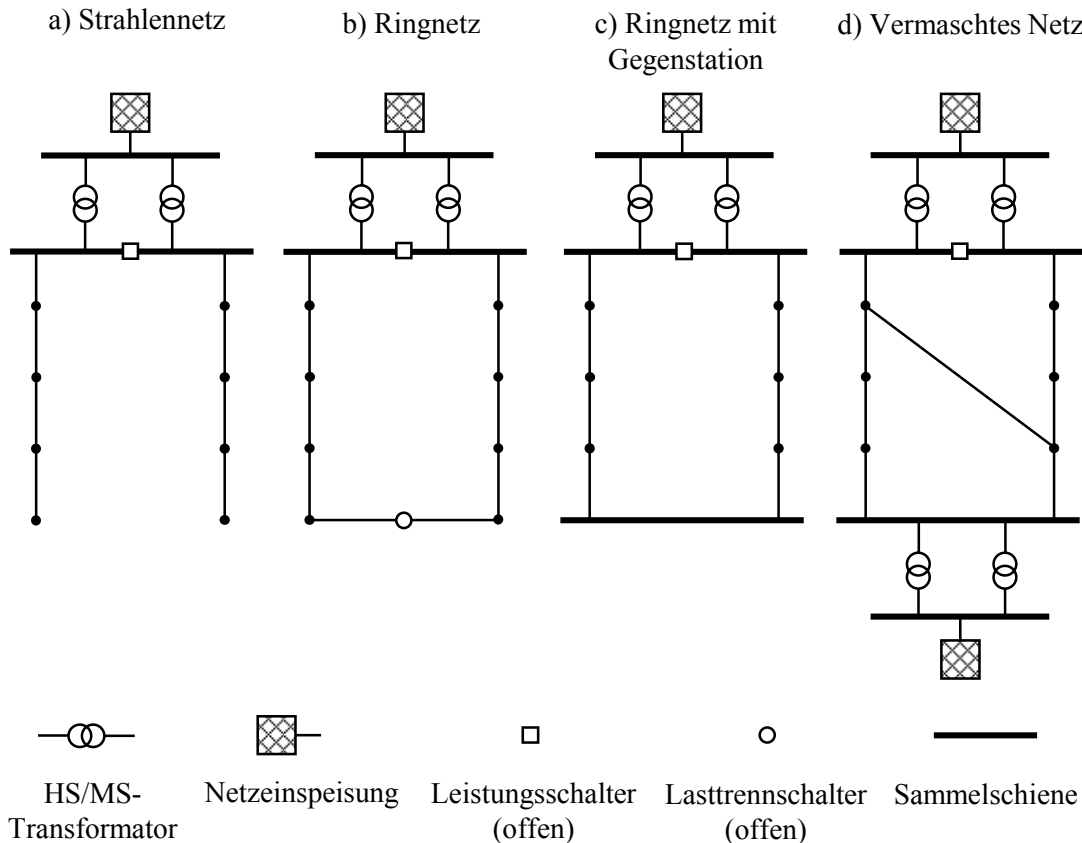 a) Strahlennetz
b) Ringnetz
c) Ringnetz mit
Gegenstation
d) Vermaschtes Netz
HS/MS-
Transformator
Netzeinspeisung
Leistungsschalter
(offen)
Lasttrennschalter
(offen)
Sammelschiene